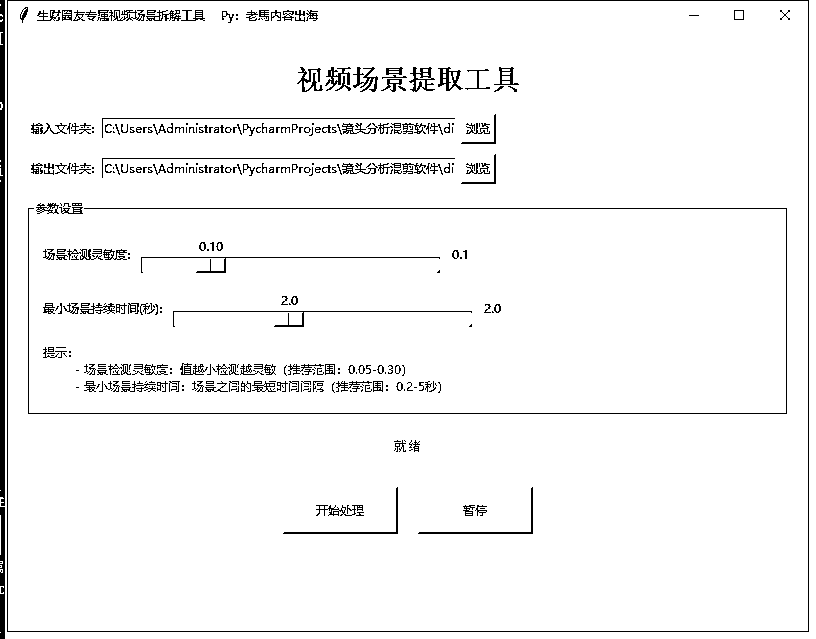 生财圈友专属视频场景拆解工具 Py：老馬内容出海
视频场景提取工具
输入文件夹: C:\Users\Administrator\PycharmProjects\镜头分析混剪软件\di 浏览
输出文件夹: C:\Users\Administrator\PycharmProjects\镜头分析混剪软件\di 浏览
参数设置
场景检测灵敏度: 0.10 0.1
最小场景持续时间(秒): 2.0 2.0
提示:
- 场景检测灵敏度：值越小检测越灵敏（推荐范围：0.05-0.30）
- 最小场景持续时间：场景之间的最短时间间隔（推荐范围：0.2-5秒）
就绪
开始处理 暂停